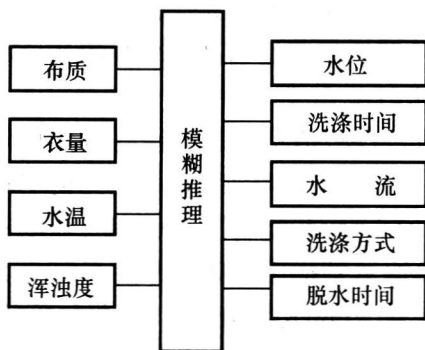 布质
衣量
水温
浑浊度
模糊推理
水位
洗涤时间
水 流
洗涤方式
脱水时间